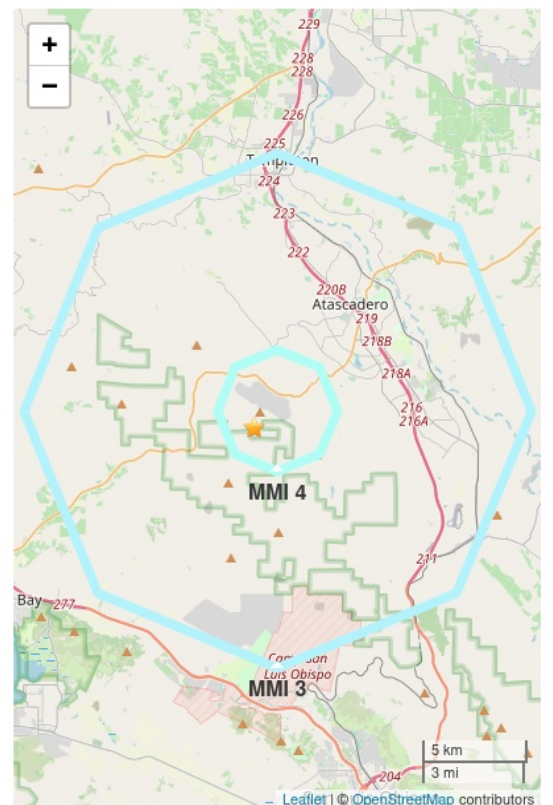 229
+
228
−
228
226
225
Templeton
224
223
222
220B
Atascadero
219
218B
218A
216
216A
MMI 4
211
Bay
277
Luis Obispo
MMI 3
5 km
3 mi
204
Leaflet | © OpenStreetMap contributors